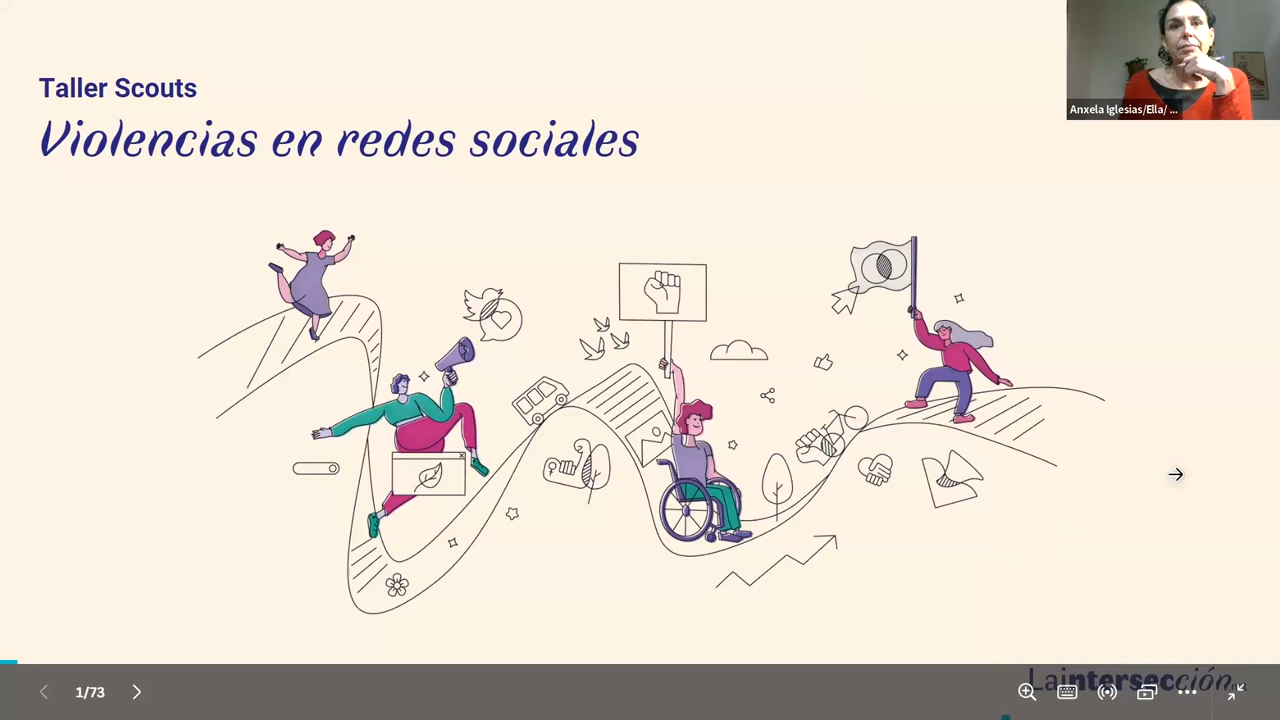 Taller Scouts
Violencias en redes sociales
Anxela Iglesias/Ella/ ...
1/73
Laintersección